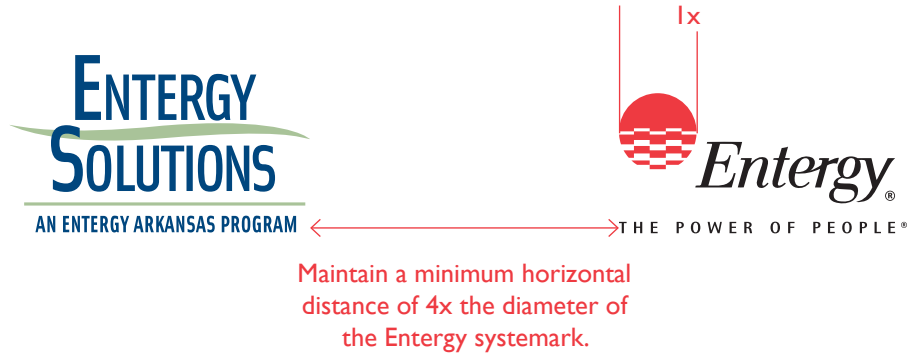 ENTERGY
SOLUTIONS
AN ENTERGY ARKANSAS PROGRAM
1x
Entergy®
THE POWER OF PEOPLE®
Maintain a minimum horizontal
distance of 4x the diameter of
the Entergy systemark.